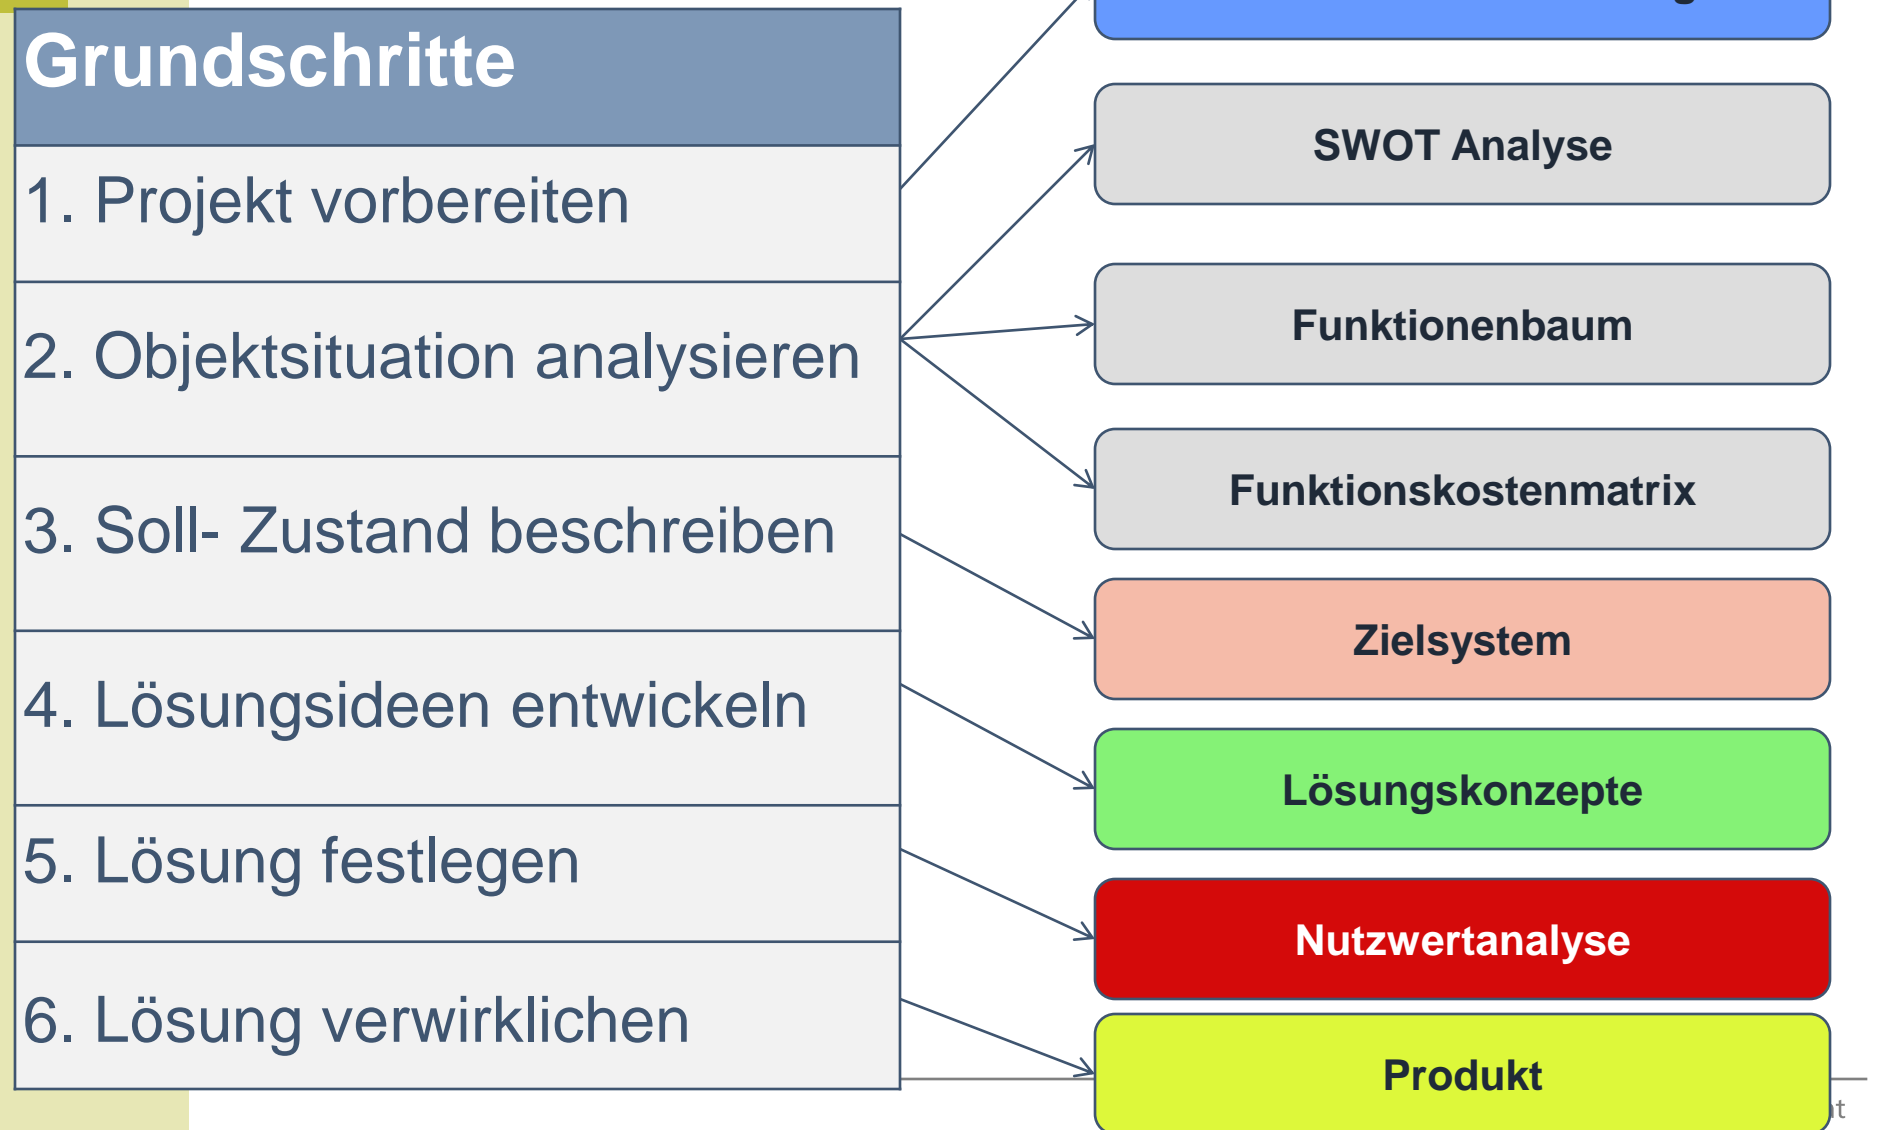 Grundschritte
1. Projekt vorbereiten
2. Objektsituation analysieren
3. Soll- Zustand beschreiben
4. Lösungsideen entwickeln
5. Lösung festlegen
6. Lösung verwirklichen
SWOT Analyse
Funktionenbaum
Funktionskostenmatrix
Zielsystem
Lösungskonzepte
Nutzwertanalyse
Produkt